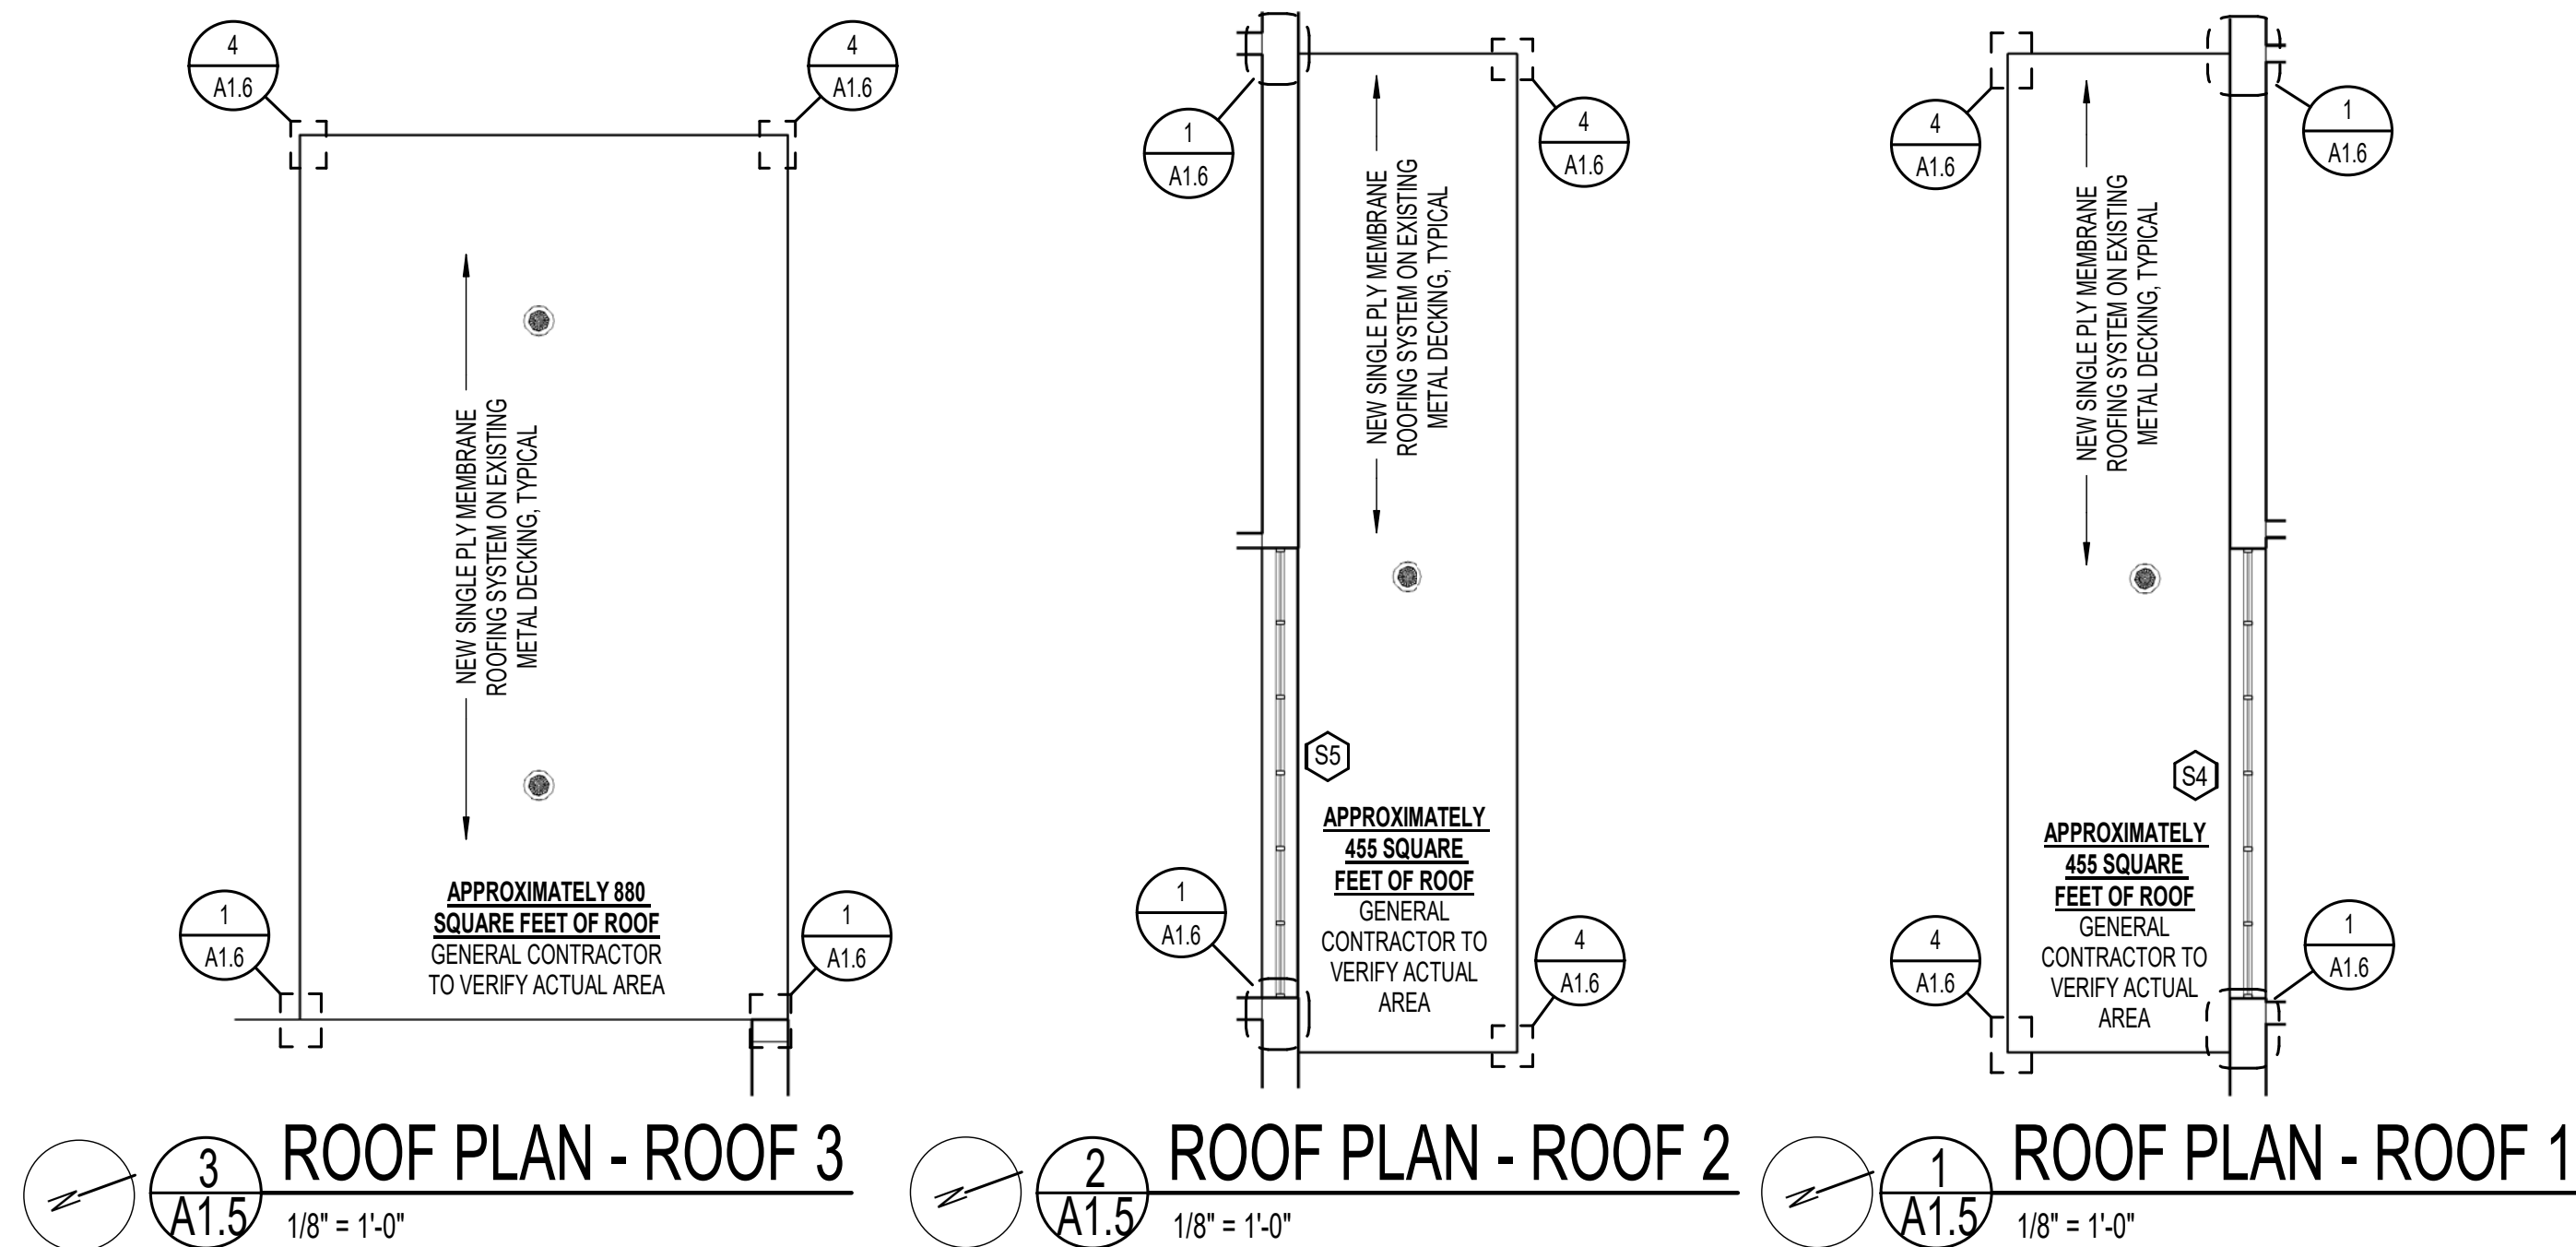 4
A1.6
4
A1.6
NEW SINGLE PLY MEMBRANE
ROOFING SYSTEM ON EXISTING
METAL DECKING, TYPICAL
APPROXIMATELY 880
SQUARE FEET OF ROOF
GENERAL CONTRACTOR
TO VERIFY ACTUAL AREA
1
A1.6
1
A1.6
N
3
A1.5
ROOF PLAN - ROOF 3
1/8" = 1'-0"
1
A1.6
4
A1.6
NEW SINGLE PLY MEMBRANE
ROOFING SYSTEM ON EXISTING
METAL DECKING, TYPICAL
S5
APPROXIMATELY
455 SQUARE
FEET OF ROOF
GENERAL
CONTRACTOR TO
VERIFY ACTUAL
AREA
1
A1.6
4
A1.6
N
2
A1.5
ROOF PLAN - ROOF 2
1/8" = 1'-0"
4
A1.6
1
A1.6
NEW SINGLE PLY MEMBRANE
ROOFING SYSTEM ON EXISTING
METAL DECKING, TYPICAL
S4
APPROXIMATELY
455 SQUARE
FEET OF ROOF
GENERAL
CONTRACTOR TO
VERIFY ACTUAL
AREA
4
A1.6
1
A1.6
N
1
A1.5
ROOF PLAN - ROOF 1
1/8" = 1'-0"